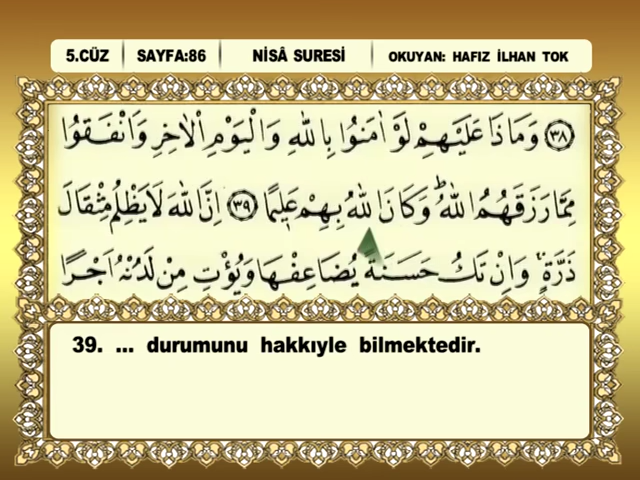 5.CÜZ SAYFA:86 NİSÂ SURESİ OKUYAN: HAFIZ İLHAN TOK
﴿٣٨﴾ وَمَاذَا عَلَيْهِمْ لَوْ اٰمَنُوا بِاللّٰهِ وَالْيَوْمِ الْاٰخِرِ وَاَنْفَقُوا
مِمَّا رَزَقَهُمُ اللّٰهُۜ وَكَانَ اللّٰهُ بِهِمْ عَل۪يمًا ﴿٣٩﴾ اِنَّ اللّٰهَ لَا يَظْلِمُ مِثْقَالَ
ذَرَّةٍۚ وَاِنْ تَكُ حَسَنَةً يُضَاعِفْهَا وَيُؤْتِ مِنْ لَدُنْهُ اَجْرًا
39. ... durumunu hakkıyle bilmektedir.